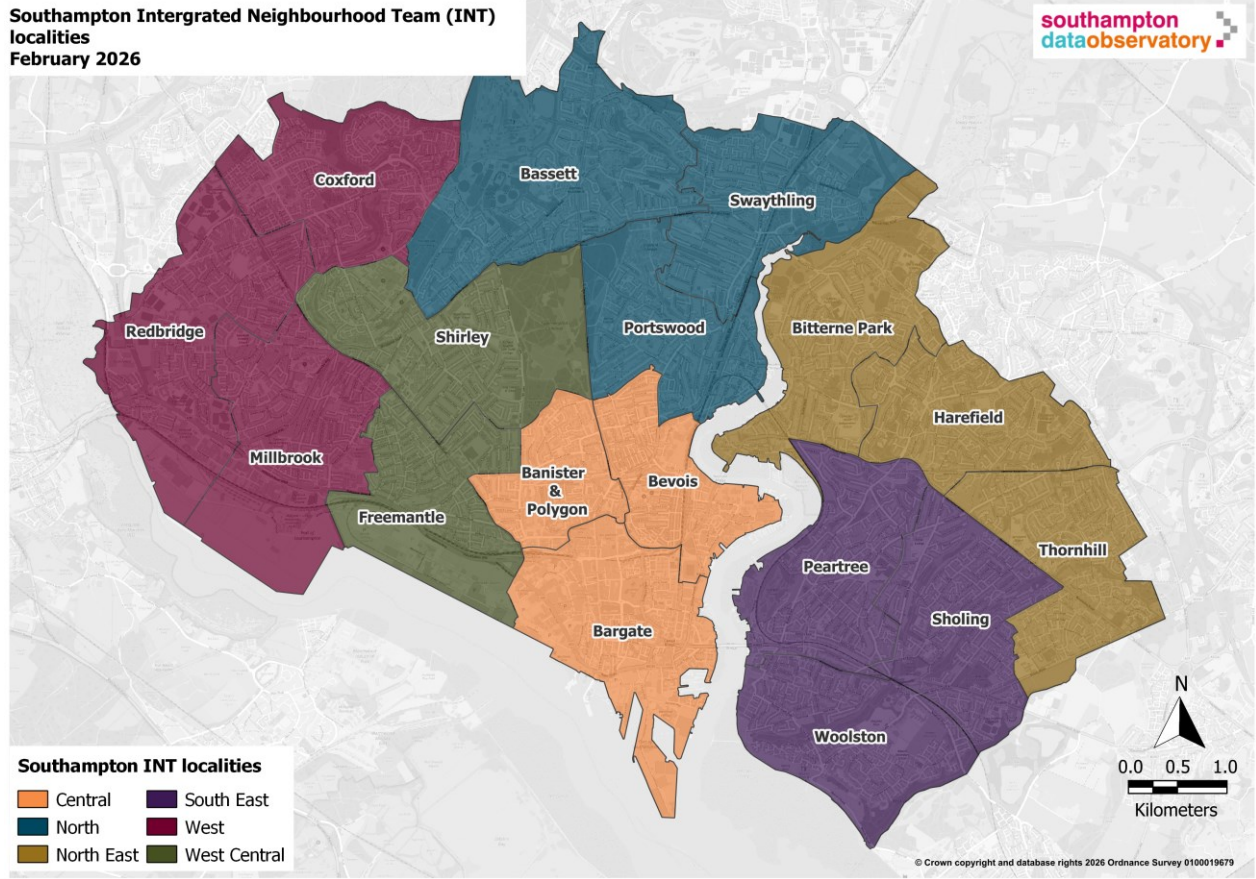 Southampton Intergrated Neighbourhood Team (INT)
localities
February 2026
southampton
dataobservatory
Coxford
Bassett
Swaythling
Redbridge
Shirley
Portswood
Bitterne Park
Harefield
Millbrook
Banister
&
Polygon
Bevois
Freemantle
Thornhill
Peartree
Sholing
Bargate
Woolston
N
0.0 0.5 1.0
Kilometers
Southampton INT localities
Central
South East
North
West
North East
West Central
© Crown copyright and database rights 2026 Ordnance Survey 0100019679